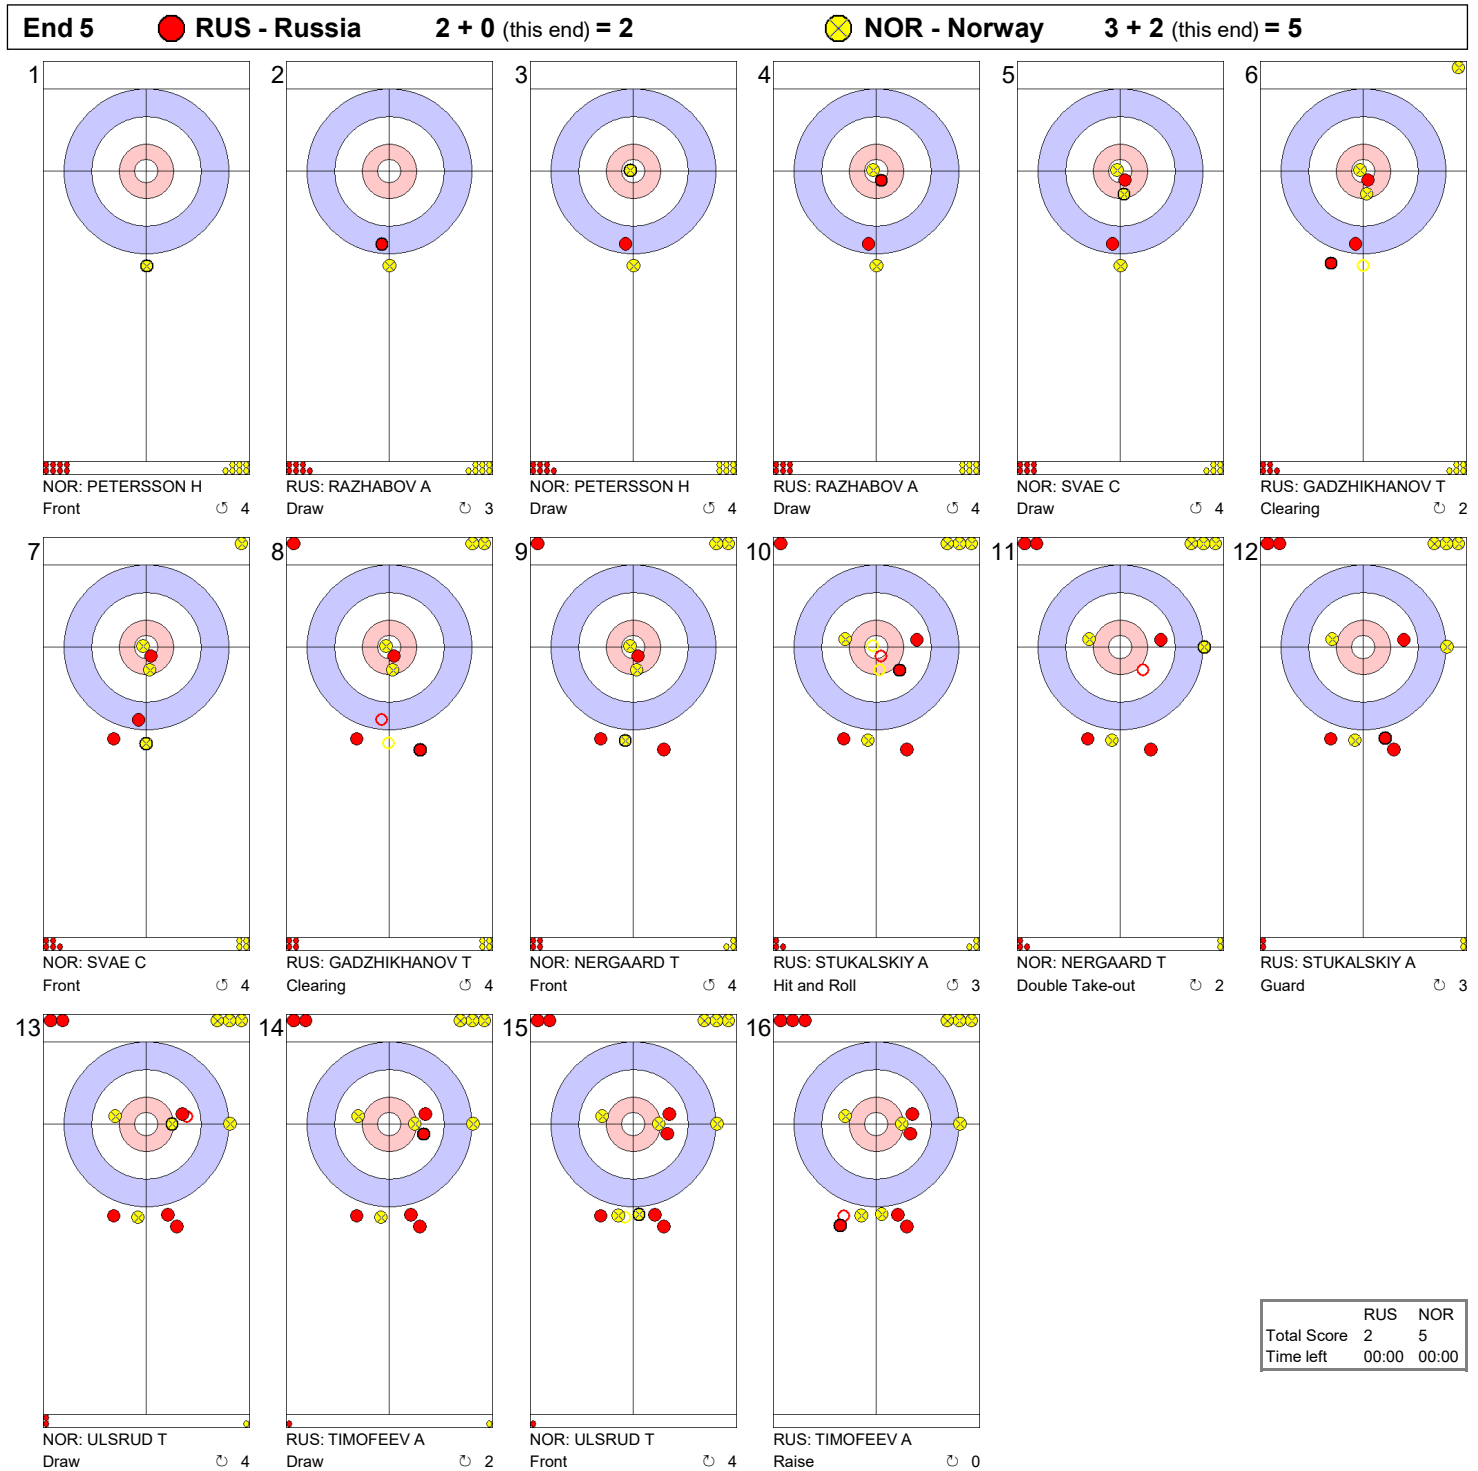 End 5 RUS - Russia 2 + 0 (this end) = 2 NOR - Norway 3 + 2 (this end) = 5
1 2 3 4 5 6
NOR: PETERSSON H RUS: RAZHABOV A NOR: PETERSSON H RUS: RAZHABOV A NOR: SVAE C RUS: GADZHIKHANOV T
Front ↺ 4 Draw ↻ 3 Draw ↺ 4 Draw ↺ 4 Draw ↺ 4 Clearing ↻ 2
7 8 9 10 11 12
NOR: SVAE C RUS: GADZHIKHANOV T NOR: NERGAARD T RUS: STUKALSKIY A NOR: NERGAARD T RUS: STUKALSKIY A
Front ↺ 4 Clearing ↺ 4 Front ↺ 4 Hit and Roll ↺ 3 Double Take-out ↻ 2 Guard ↻ 3
13 14 15 16
RUS NOR
Total Score 2 5
Time left 00:00 00:00
NOR: ULSRUD T RUS: TIMOFEEV A NOR: ULSRUD T RUS: TIMOFEEV A
Draw ↻ 4 Draw ↻ 2 Front ↻ 4 Raise ↻ 0